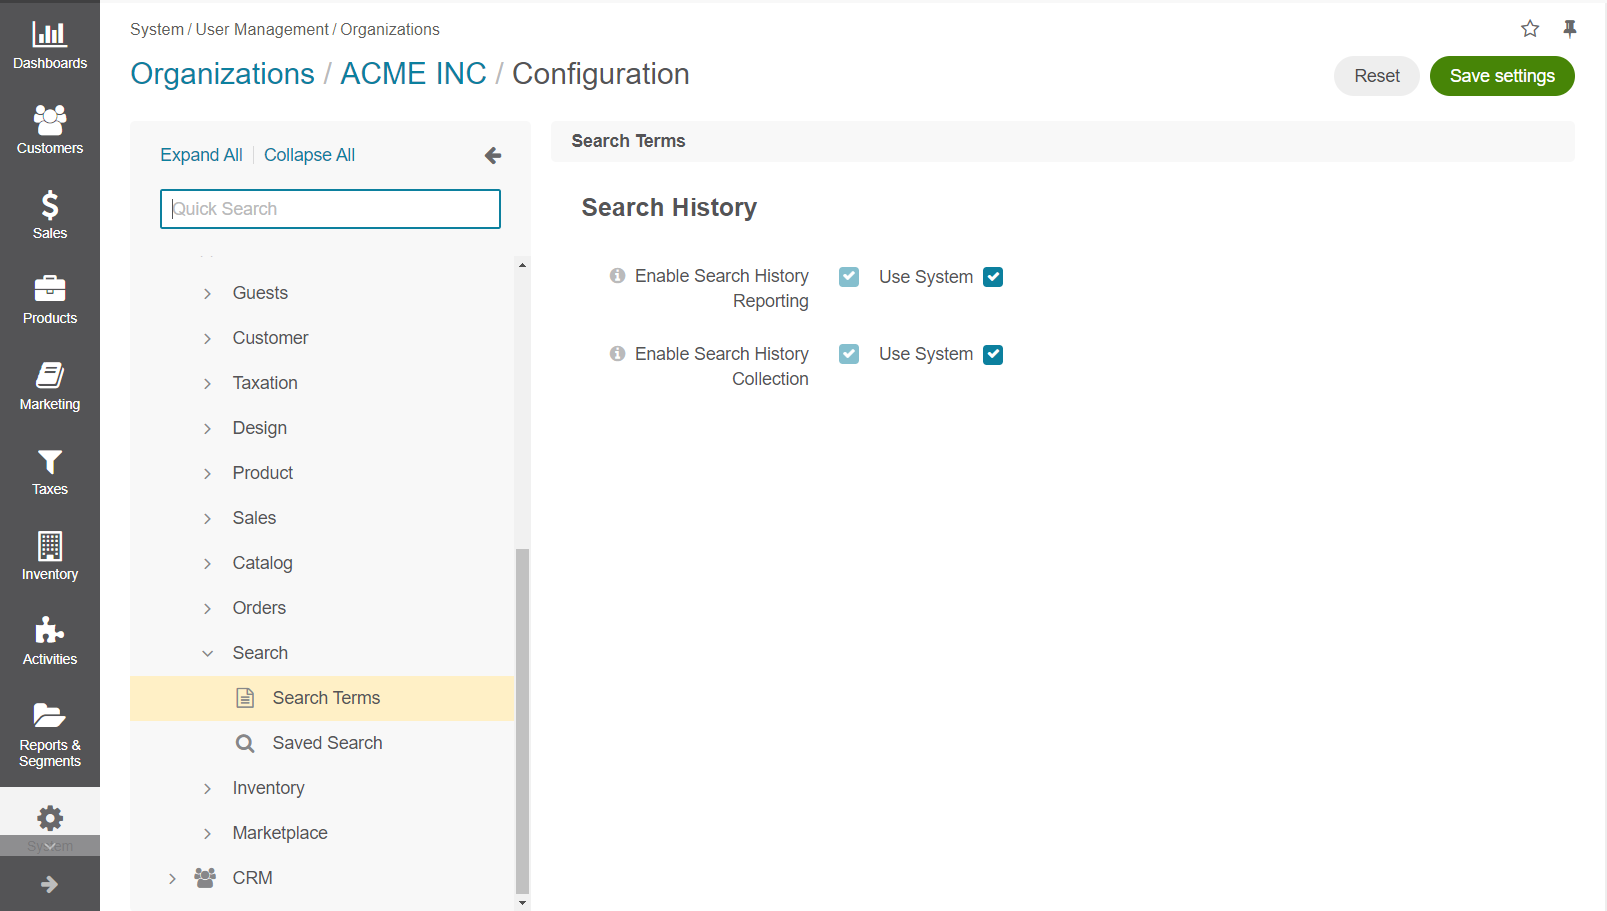 Dashboards
Customers
Sales
Products
Marketing
Taxes
Inventory
Activities
Reports &
Segments
System
System / User Management / Organizations
Organizations / ACME INC / Configuration
Reset
Save settings
Expand All
Collapse All
Quick Search
Guests
Customer
Taxation
Design
Product
Sales
Catalog
Orders
Search
Search Terms
Saved Search
Inventory
Marketplace
CRM
Search Terms
Search History
Enable Search History
Reporting
Use System
Enable Search History
Collection
Use System